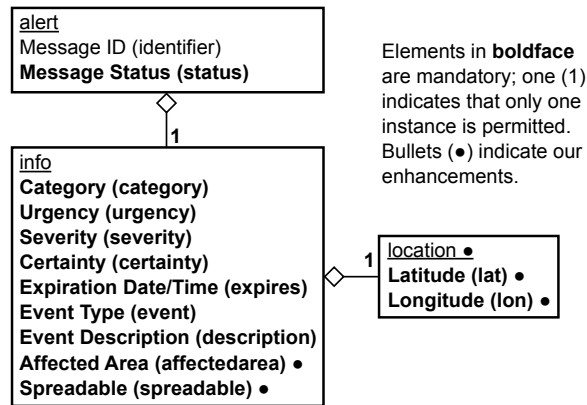 alert
Message ID (identifier)
Message Status (status)
Elements in boldface
are mandatory; one (1)
indicates that only one
instance is permitted.
Bullets (●) indicate our
enhancements.
1
info
Category (category)
Urgency (urgency)
Severity (severity)
Certainty (certainty)
Expiration Date/Time (expires)
Event Type (event)
Event Description (description)
Affected Area (affectedarea) ●
Spreadable (spreadable) ●
1
location ●
Latitude (lat) ●
Longitude (lon) ●